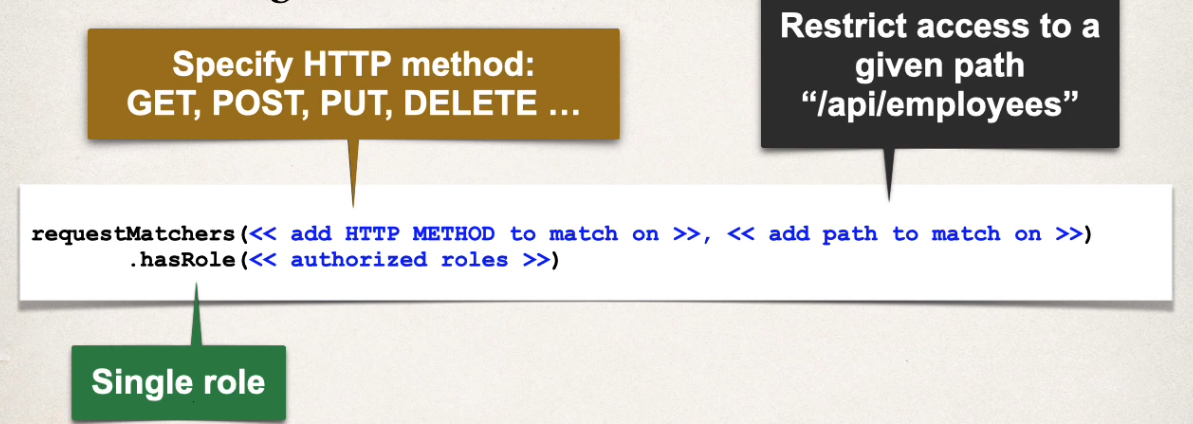 Specify HTTP method:
GET, POST, PUT, DELETE …
Restrict access to a
given path
“/api/employees”
requestMatchers(<< add HTTP METHOD to match on >>, << add path to match on >>)
.hasRole(<< authorized roles >>)
Single role